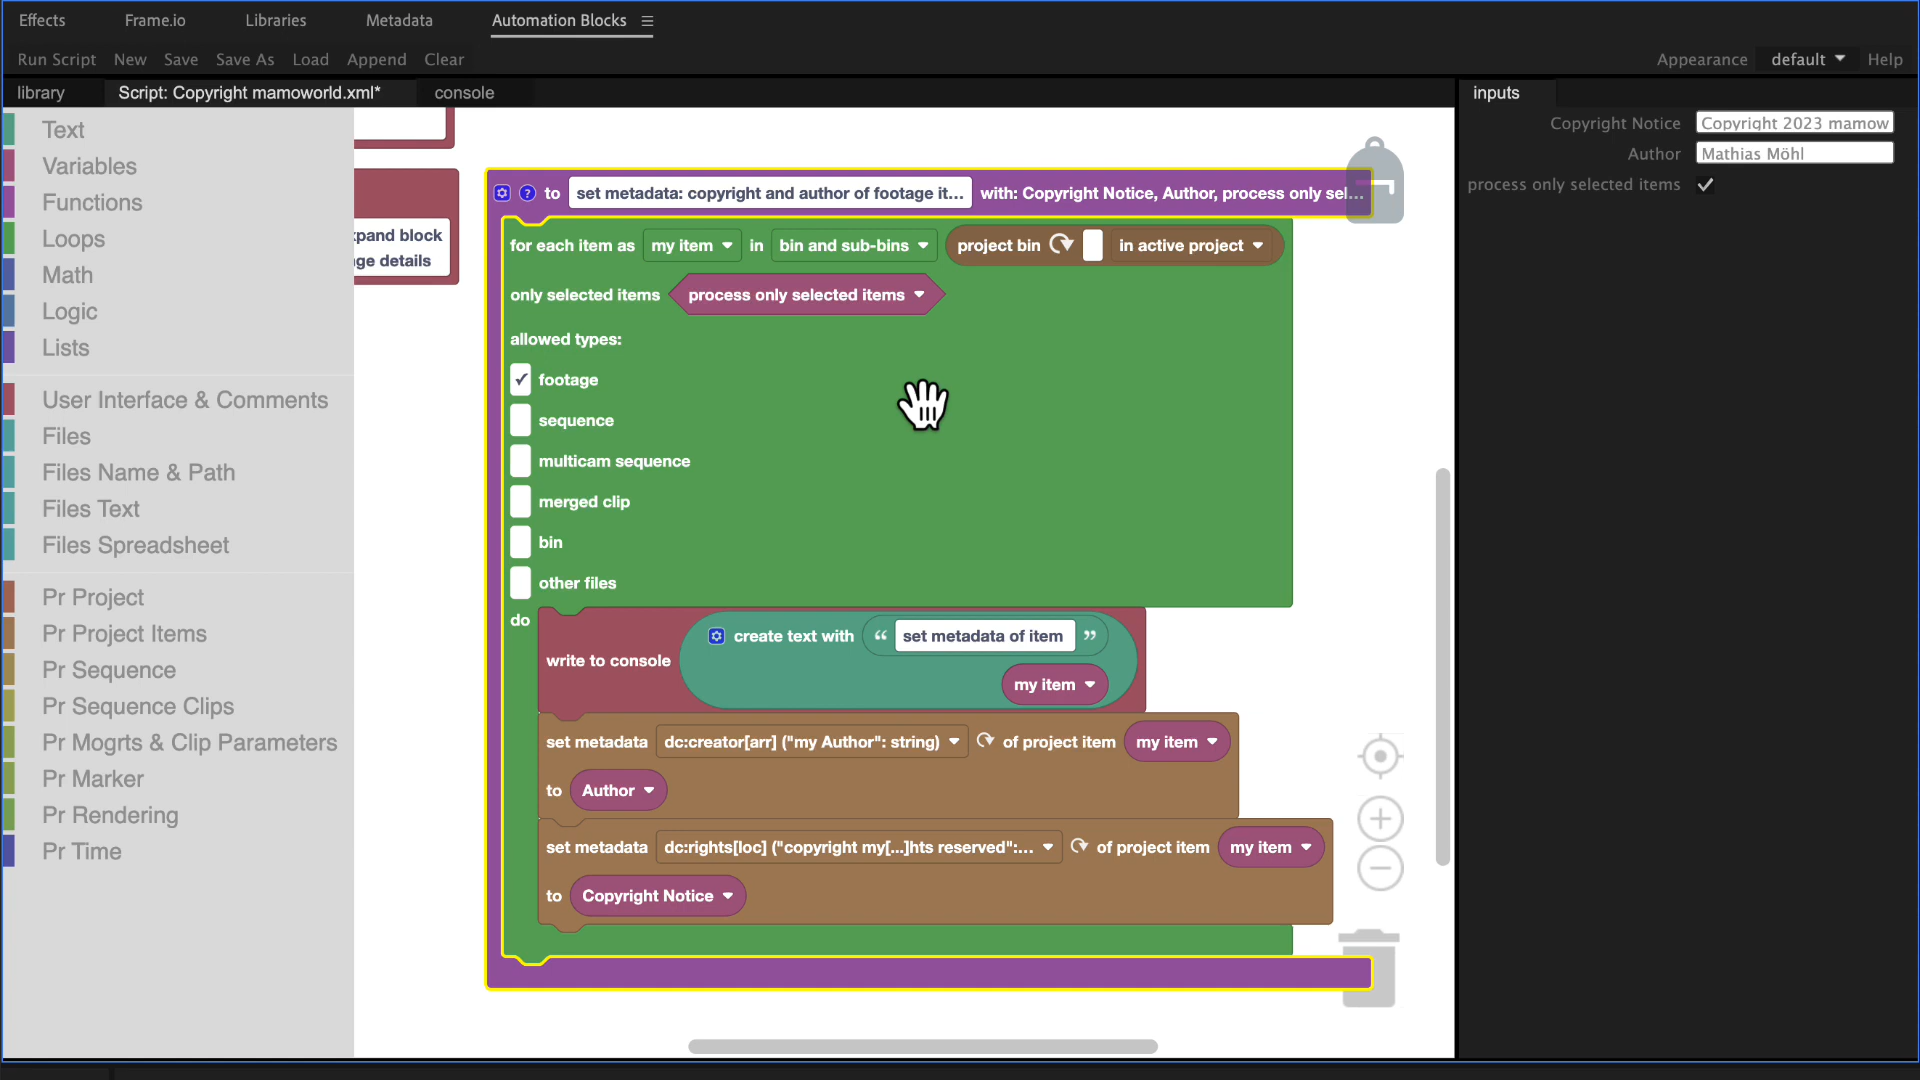 Effects Frame.io Libraries Metadata Automation Blocks
Run Script New Save Save As Load Append Clear Appearance default Help
library Script: Copyright mamoworld.xml* console inputs
Text
Variables
Functions
Loops
Math
Logic
Lists
User Interface & Comments
Files
Files Name & Path
Files Text
Files Spreadsheet
Pr Project
Pr Project Items
Pr Sequence
Pr Sequence Clips
Pr Mogrts & Clip Parameters
Pr Marker
Pr Rendering
Pr Time
xpand block
ge details
? to set metadata: copyright and author of footage it... with: Copyright Notice, Author, process only sel...
for each item as my item in bin and sub-bins project bin in active project
only selected items process only selected items
allowed types:
✓ footage
sequence
multicam sequence
merged clip
bin
other files
do
write to console create text with “ set metadata of item ”
my item
set metadata dc:creator[arr] ("my Author": string) of project item my item
to Author
set metadata dc:rights[loc] ("copyright my[...]hts reserved":... of project item my item
to Copyright Notice
Copyright Notice Copyright 2023 mamow
Author Mathias Möhl
process only selected items ✓